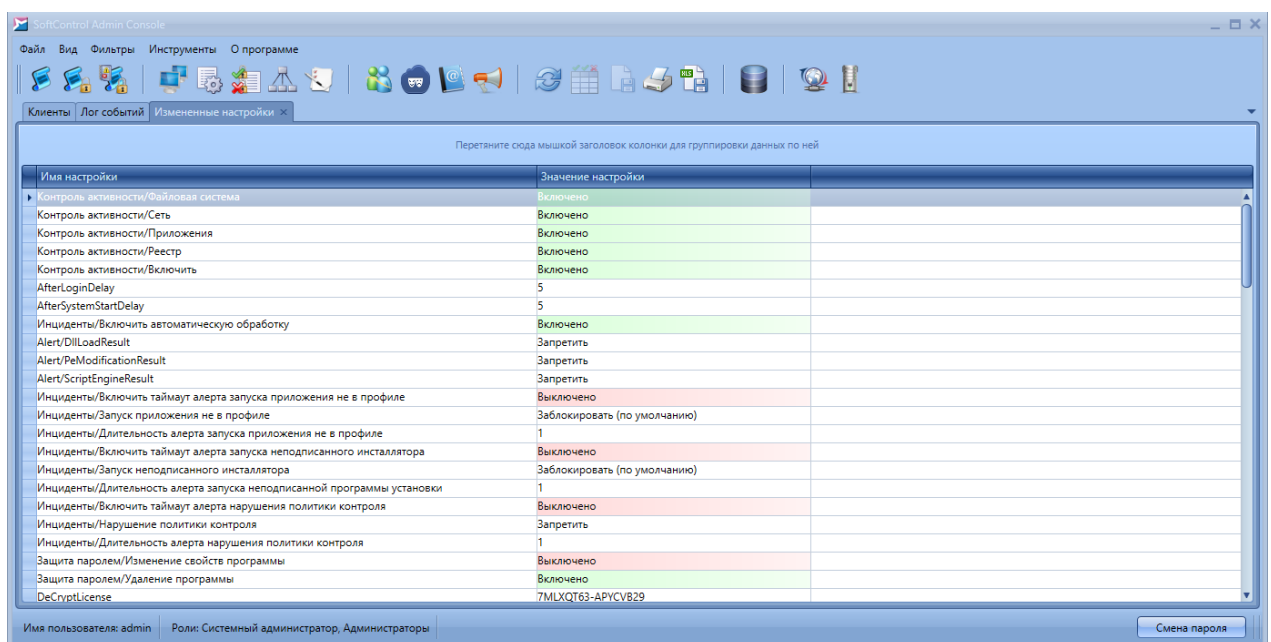 SoftControl Admin Console
Файл Вид Фильтры Инструменты О программе
XLS
Клиенты Лог событий Измененные настройки ×
Перетяните сюда мышкой заголовок колонки для группировки данных по ней
Имя настройки Значение настройки
Контроль активности/Файловая система Включено
Контроль активности/Сеть Включено
Контроль активности/Приложения Включено
Контроль активности/Реестр Включено
Контроль активности/Включить Включено
AfterLoginDelay 5
AfterSystemStartDelay 5
Инциденты/Включить автоматическую обработку Включено
Alert/DllLoadResult Запретить
Alert/PeModificationResult Запретить
Alert/ScriptEngineResult Запретить
Инциденты/Включить таймаут алерта запуска приложения не в профиле Выключено
Инциденты/Запуск приложения не в профиле Заблокировать (по умолчанию)
Инциденты/Длительность алерта запуска приложения не в профиле 1
Инциденты/Включить таймаут алерта запуска неподписанного инсталлятора Выключено
Инциденты/Запуск неподписанного инсталлятора Заблокировать (по умолчанию)
Инциденты/Длительность алерта запуска неподписанной программы установки 1
Инциденты/Включить таймаут алерта нарушения политики контроля Выключено
Инциденты/Нарушение политики контроля Запретить
Инциденты/Длительность алерта нарушения политики контроля 1
Защита паролем/Изменение свойств программы Выключено
Защита паролем/Удаление программы Включено
DeCryptLicense 7MLXQT63-APYCVB29
Имя пользователя: admin Роли: Системный администратор, Администраторы Смена пароля